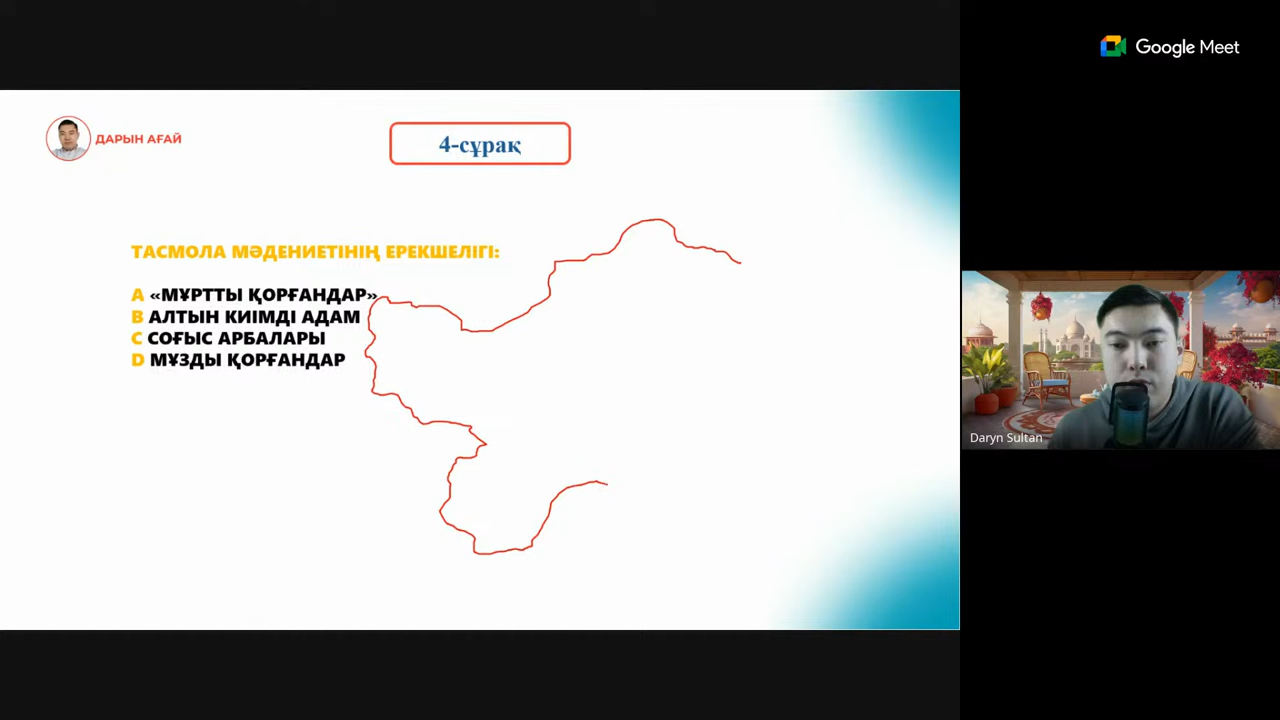 Google Meet
ДАРЫН АҒАЙ
4-сұрақ
ТАСМОЛА МӘДЕНИЕТІНІҢ ЕРЕКШЕЛІГІ:
A «МҰРТТЫ ҚОРҒАНДАР»
B АЛТЫН КИІМДІ АДАМ
C СОҒЫС АРБАЛАРЫ
D МҰЗДЫ ҚОРҒАНДАР
Daryn Sultan